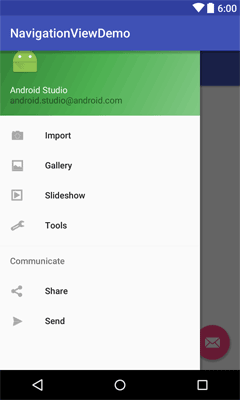 6:00
NavigationViewDemo
Android Studio
android.studio@android.com
Import
Gallery
Slideshow
Tools
Communicate
Share
Send